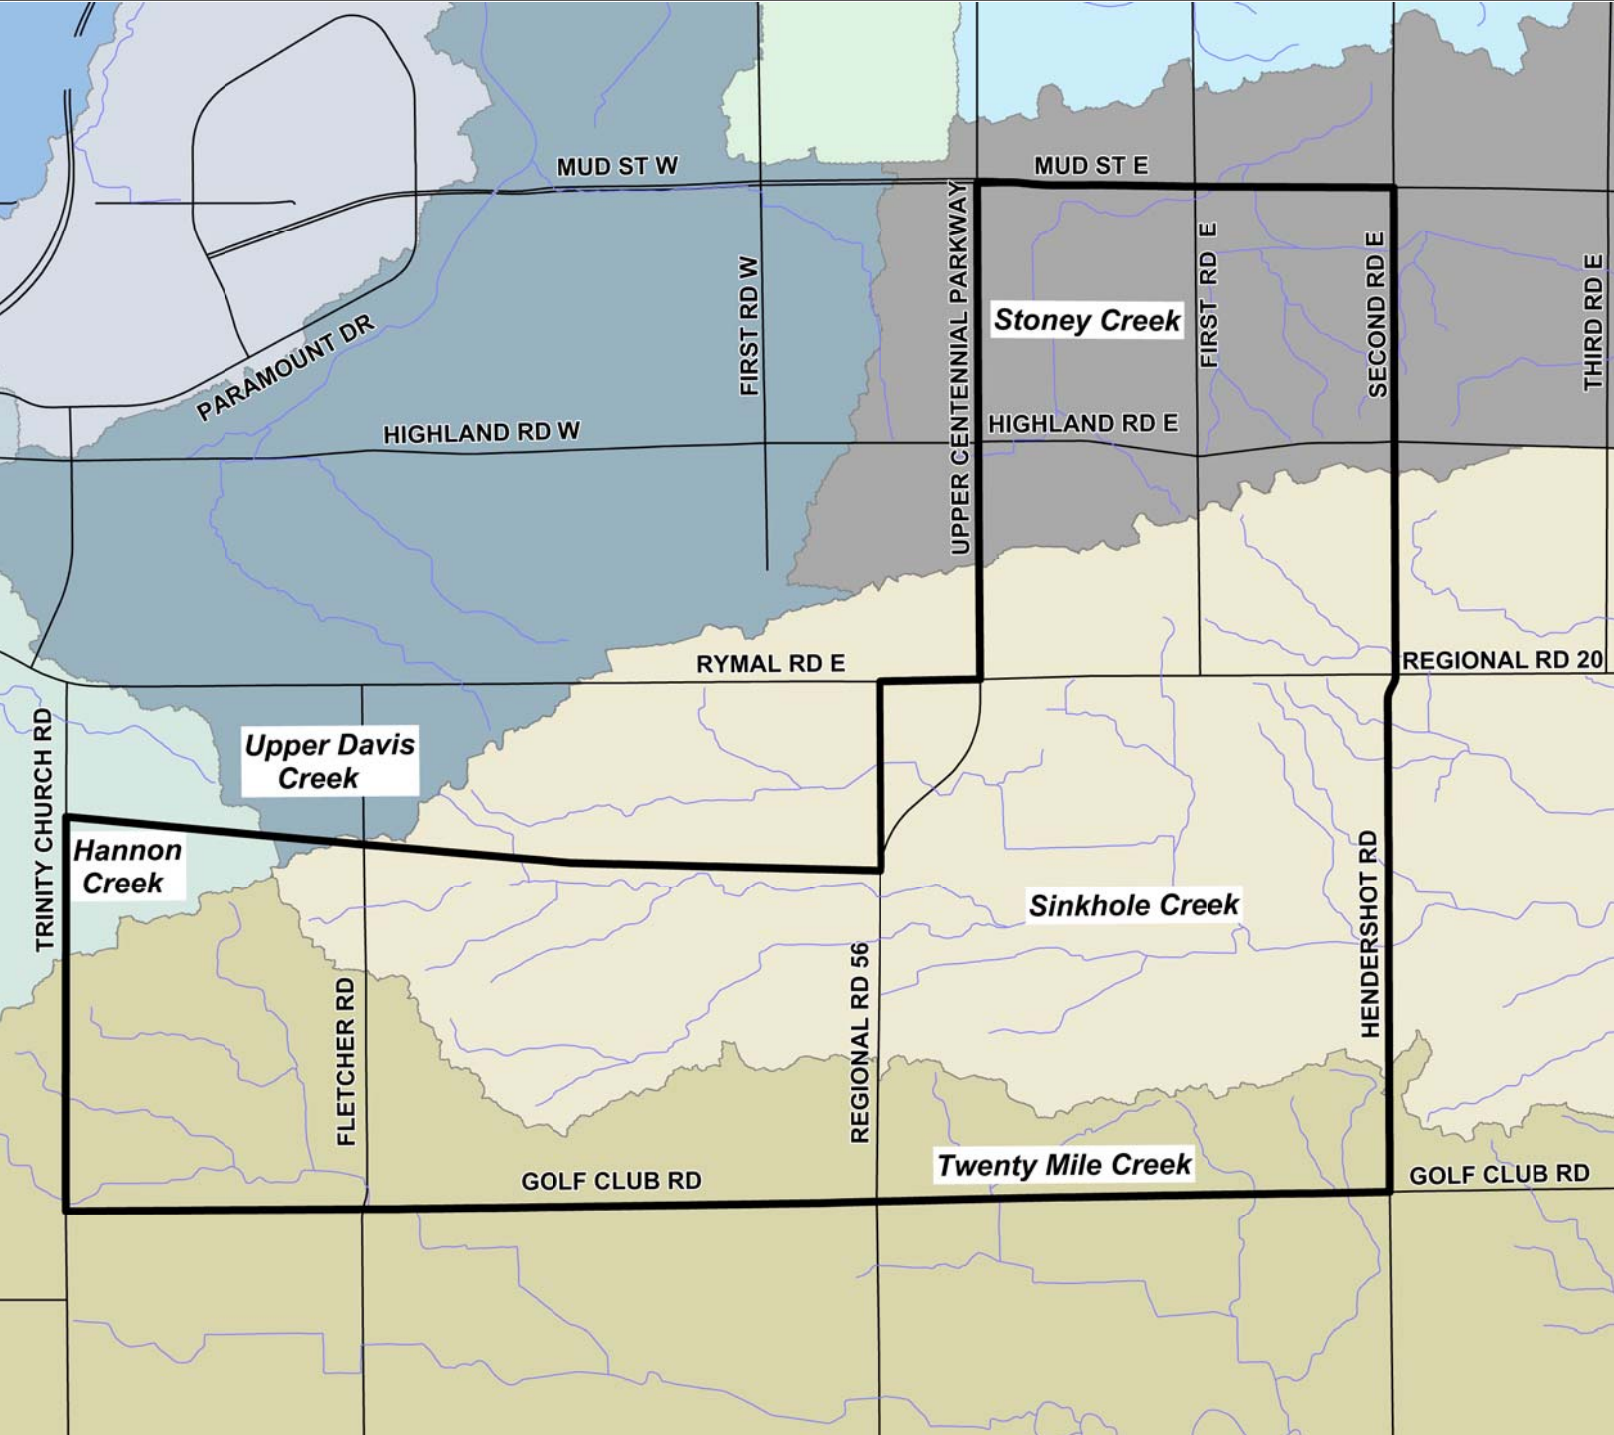 MUD ST W
MUD ST E
UPPER CENTENNIAL PARKWAY
FIRST RD E
SECOND RD E
THIRD RD E
FIRST RD W
Stoney Creek
PARAMOUNT DR
HIGHLAND RD W
HIGHLAND RD E
RYMAL RD E
REGIONAL RD 20
TRINITY CHURCH RD
Upper Davis
Creek
Hannon
Creek
HENDERSHOT RD
Sinkhole Creek
FLETCHER RD
REGIONAL RD 56
Twenty Mile Creek
GOLF CLUB RD
GOLF CLUB RD